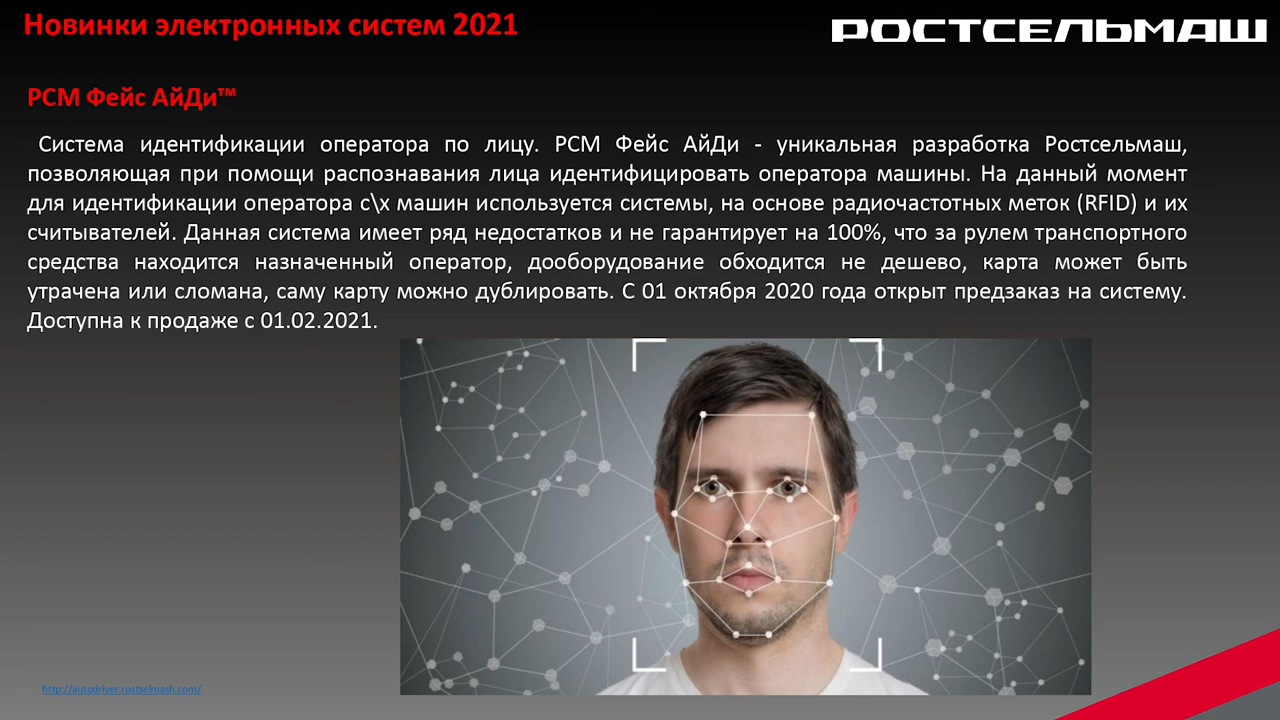 Новинки электронных систем 2021
РОСТСЕЛЬМАШ
РСМ Фейс АйДи™
Система идентификации оператора по лицу. РСМ Фейс АйДи - уникальная разработка Ростсельмаш,
позволяющая при помощи распознавания лица идентифицировать оператора машины. На данный момент
для идентификации оператора с\х машин используется системы, на основе радиочастотных меток (RFID) и их
считывателей. Данная система имеет ряд недостатков и не гарантирует на 100%, что за рулем транспортного
средства находится назначенный оператор, дооборудование обходится не дешево, карта может быть
утрачена или сломана, саму карту можно дублировать. С 01 октября 2020 года открыт предзаказ на систему.
Доступна к продаже с 01.02.2021.
http://autodriver.rostselmash.com/